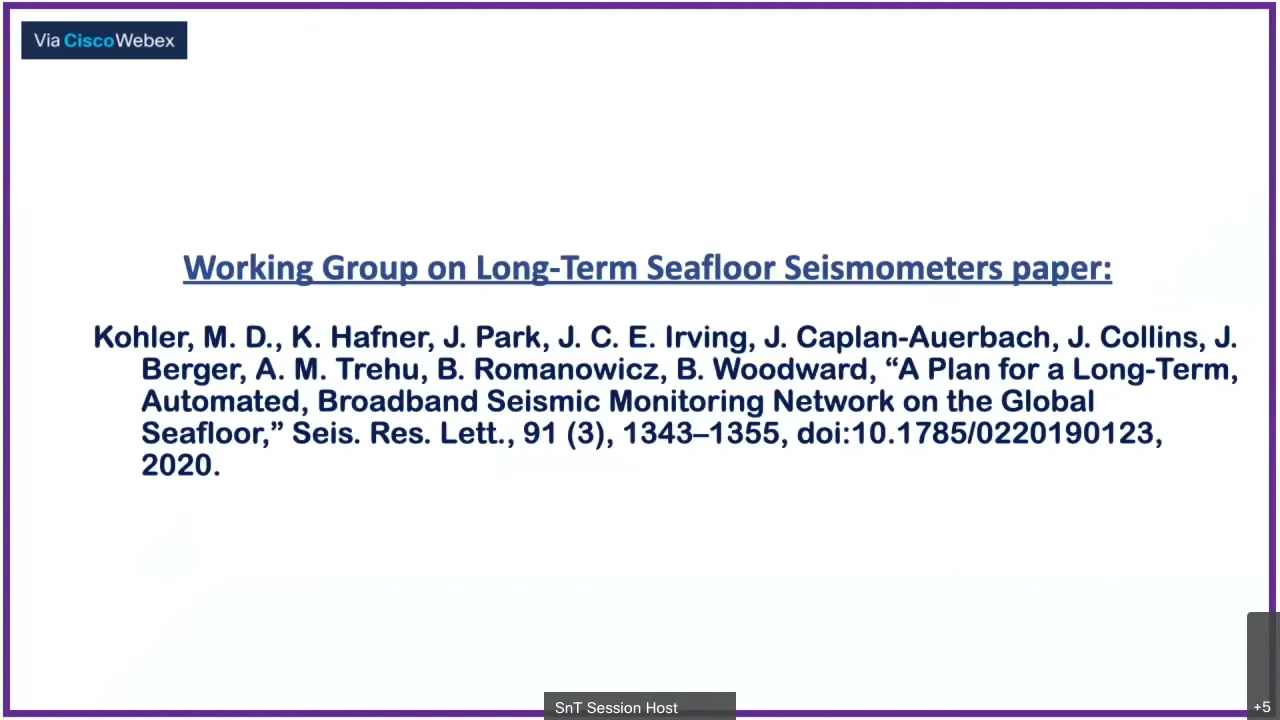 Via CiscoWebex
Working Group on Long-Term Seafloor Seismometers paper:
Kohler, M. D., K. Hafner, J. Park, J. C. E. Irving, J. Caplan-Auerbach, J. Collins, J.
Berger, A. M. Trehu, B. Romanowicz, B. Woodward, “A Plan for a Long-Term,
Automated, Broadband Seismic Monitoring Network on the Global
Seafloor,” Seis. Res. Lett., 91 (3), 1343–1355, doi:10.1785/0220190123,
2020.
SnT Session Host
+5